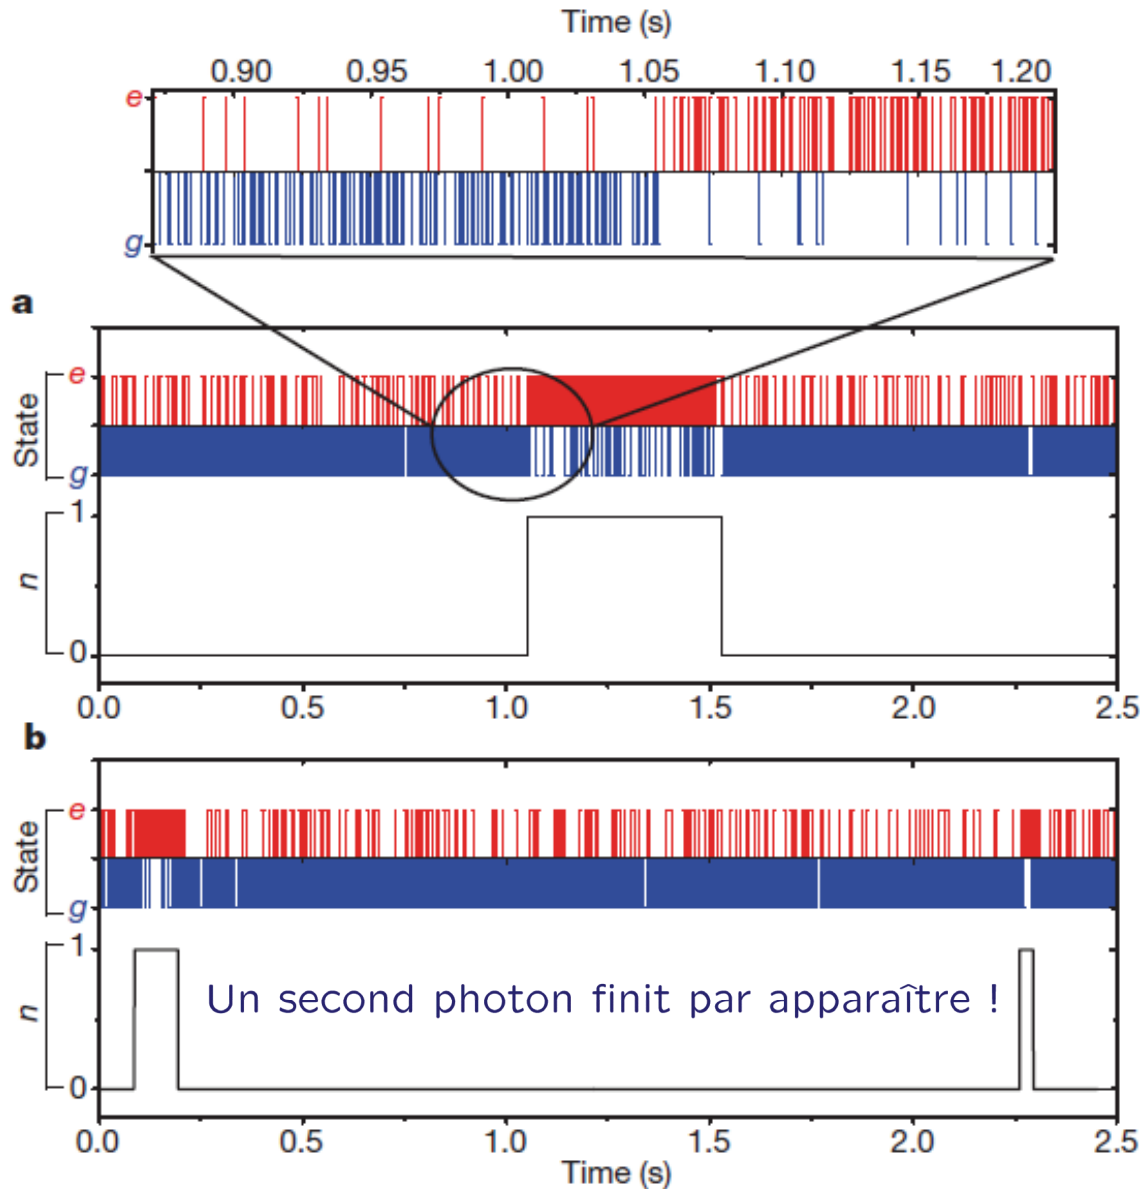 Time (s)
0.90 0.95 1.00 1.05 1.10 1.15 1.20
e
g
a
State
e
g
n
1
0
0.0 0.5 1.0 1.5 2.0 2.5
b
State
e
g
n
1
Un second photon finit par apparaître !
0
0.0 0.5 1.0 1.5 2.0 2.5
Time (s)